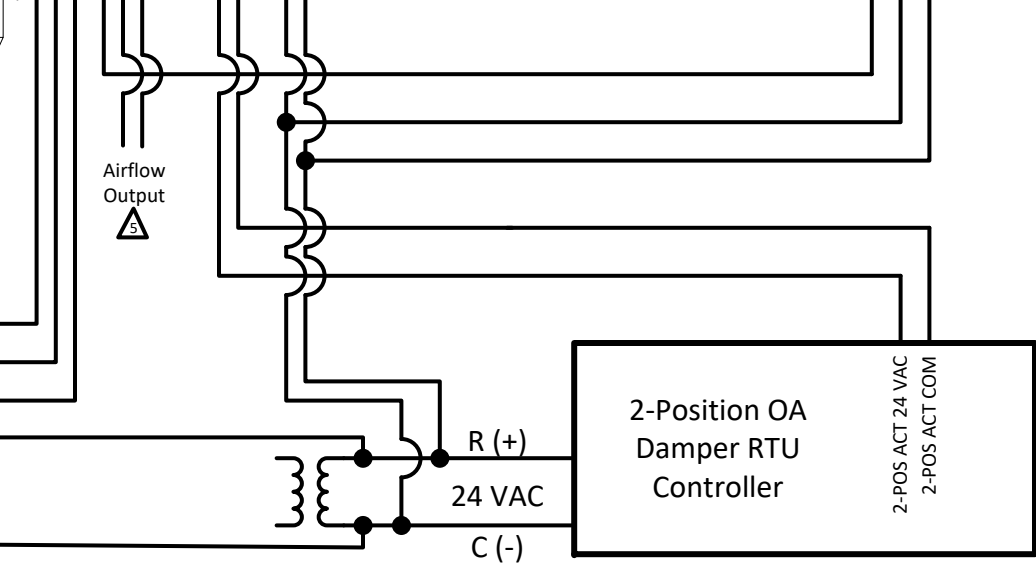 Airflow
Output
5
2-Position OA
Damper RTU
Controller
2-POS ACT 24 VAC
2-POS ACT COM
R (+)
24 VAC
C (-)